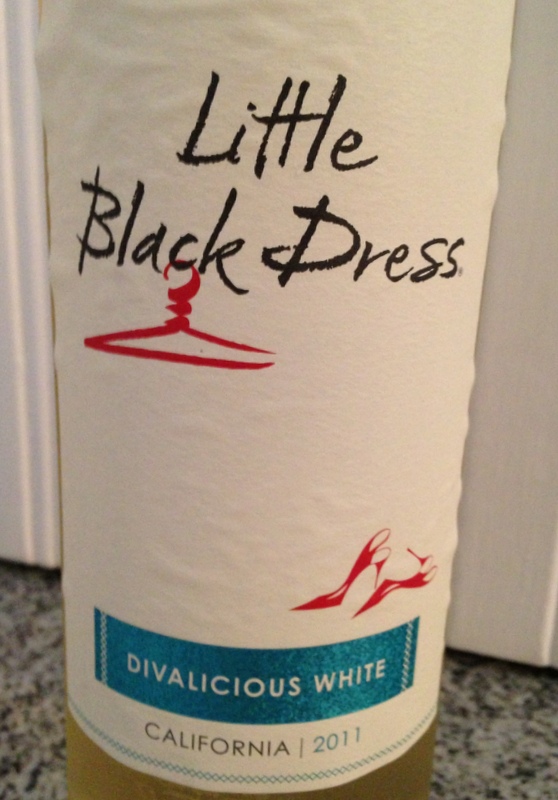 Little
Black Dress
DIVALICIOUS WHITE
CALIFORNIA | 2011